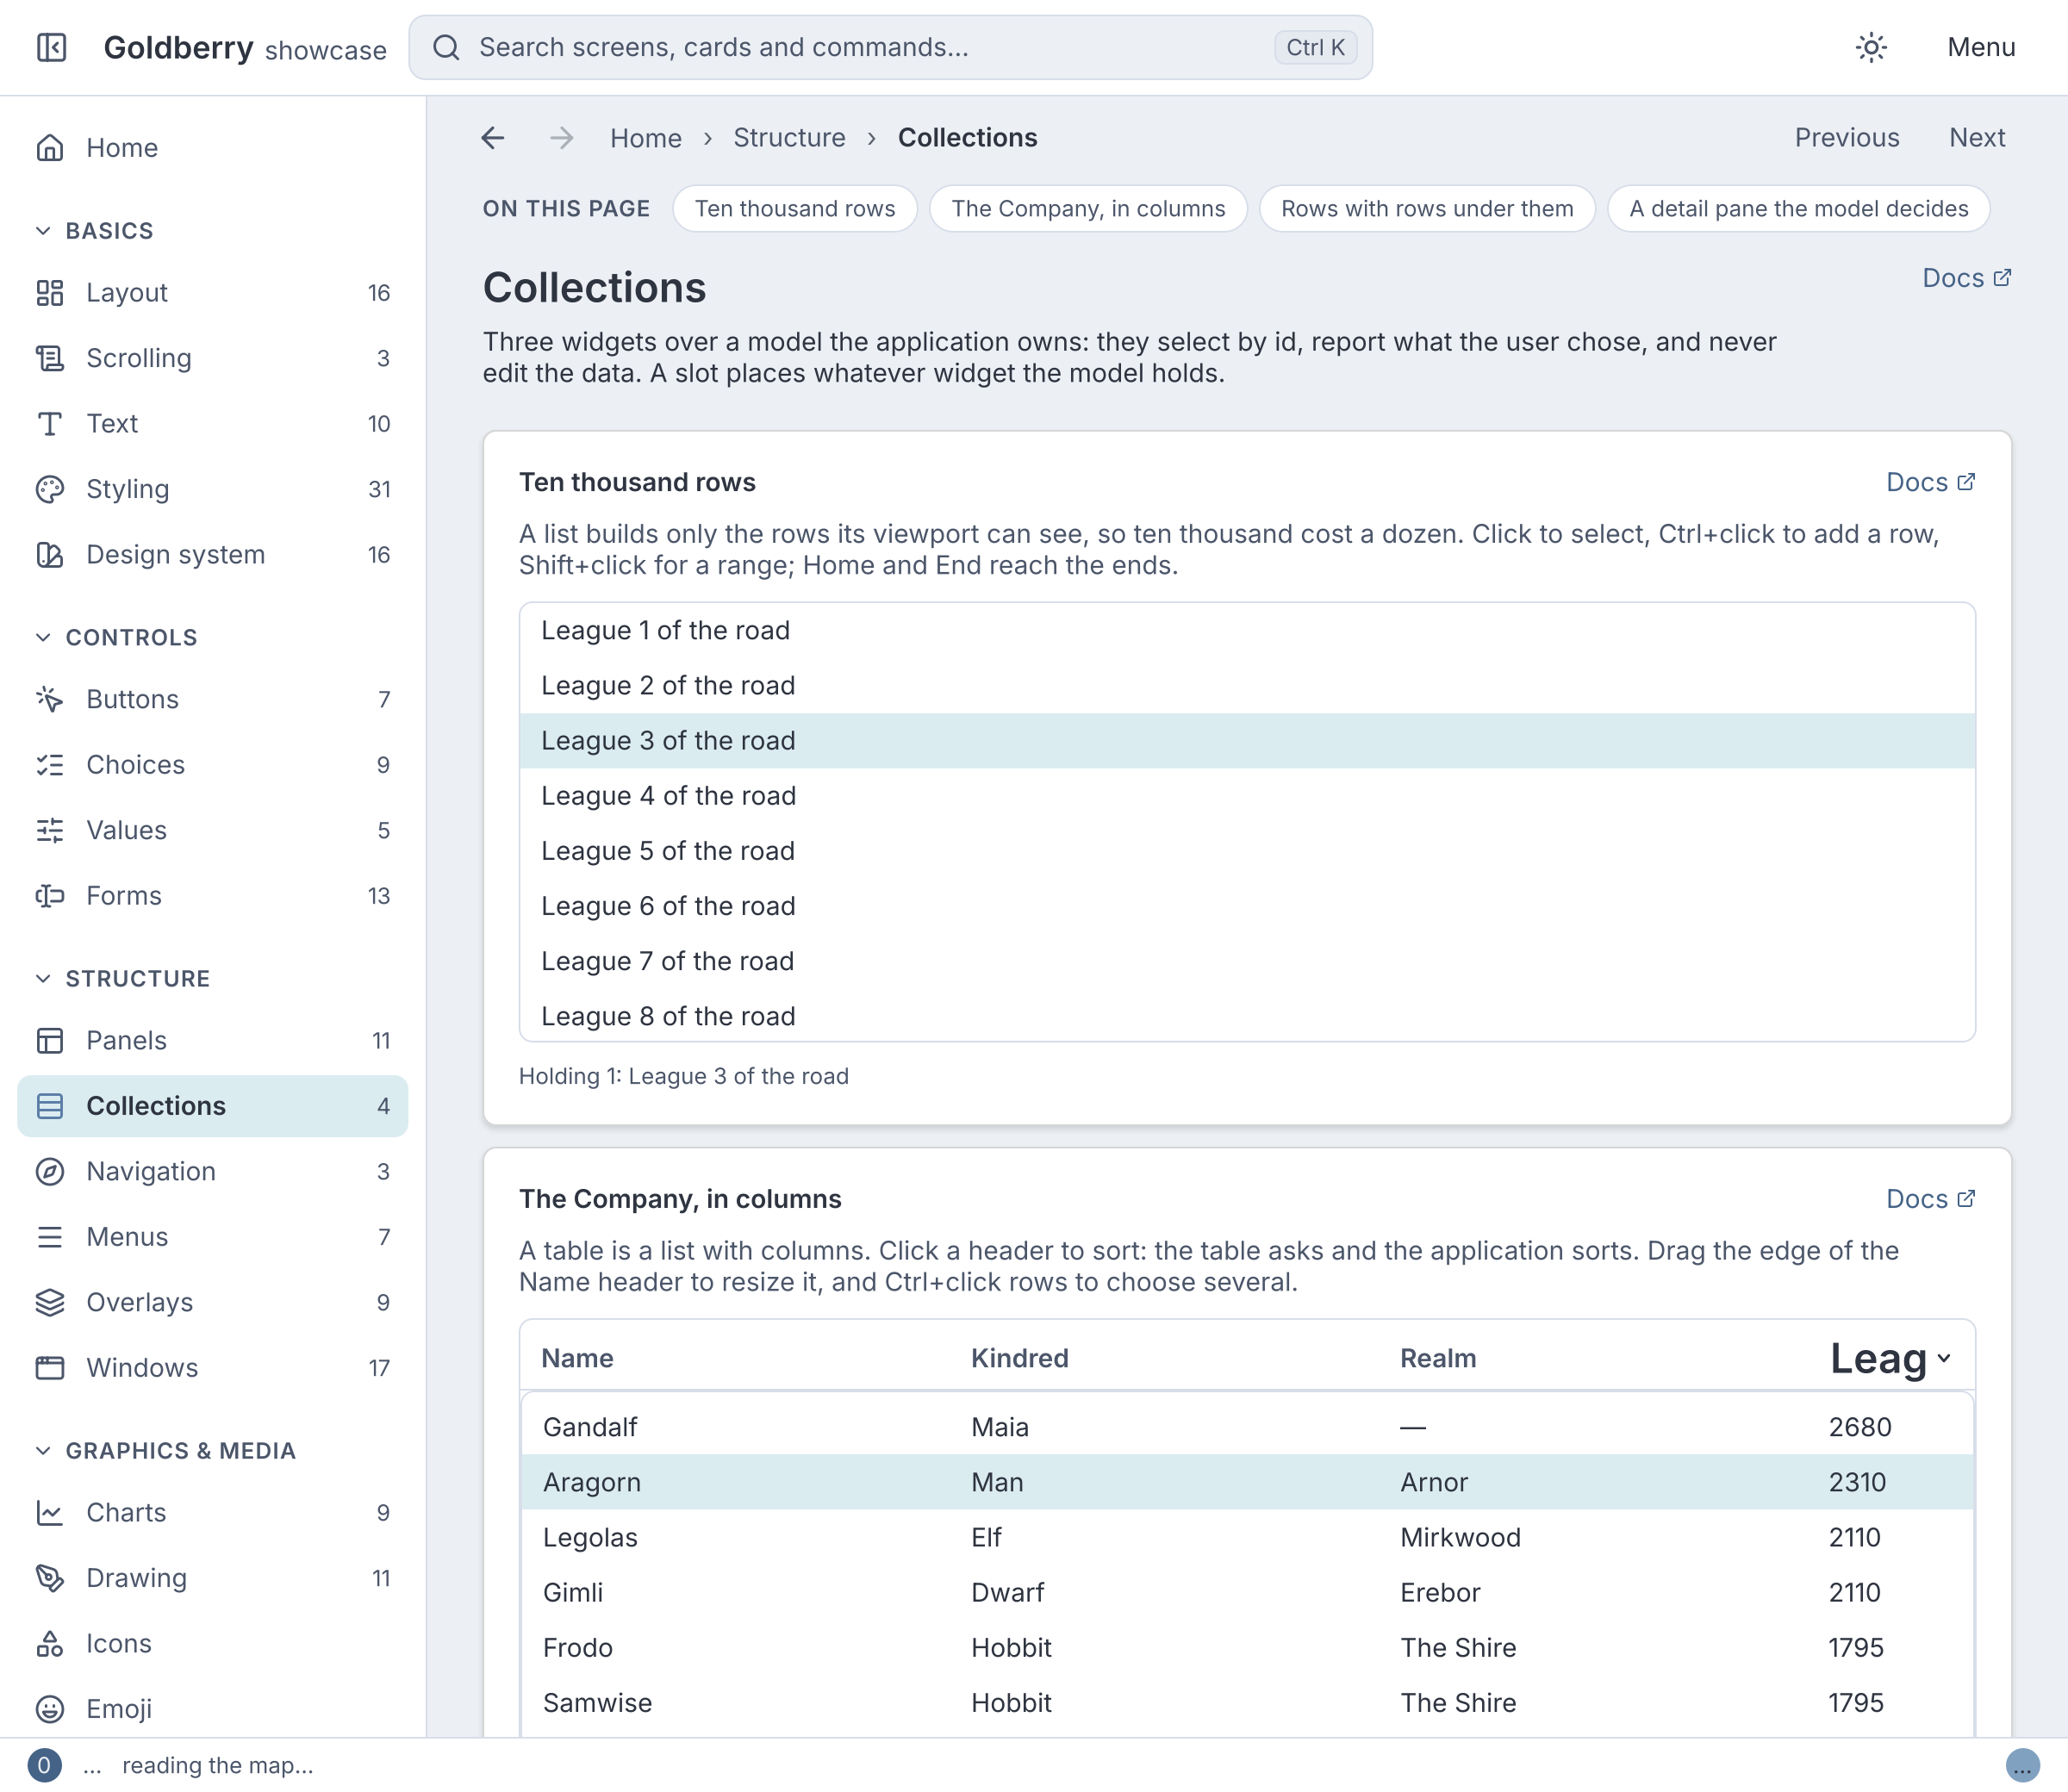 Goldberry showcase
Search screens, cards and commands...
Ctrl K
Menu
Home
BASICS
Layout 16
Scrolling 3
Text 10
Styling 31
Design system 16
CONTROLS
Buttons 7
Choices 9
Values 5
Forms 13
STRUCTURE
Panels 11
Collections 4
Navigation 3
Menus 7
Overlays 9
Windows 17
GRAPHICS & MEDIA
Charts 9
Drawing 11
Icons
Emoji
Home › Structure › Collections
Previous Next
ON THIS PAGE Ten thousand rows The Company, in columns Rows with rows under them A detail pane the model decides
Collections
Docs
Three widgets over a model the application owns: they select by id, report what the user chose, and never
edit the data. A slot places whatever widget the model holds.
Ten thousand rows
Docs
A list builds only the rows its viewport can see, so ten thousand cost a dozen. Click to select, Ctrl+click to add a row,
Shift+click for a range; Home and End reach the ends.
League 1 of the road
League 2 of the road
League 3 of the road
League 4 of the road
League 5 of the road
League 6 of the road
League 7 of the road
League 8 of the road
Holding 1: League 3 of the road
The Company, in columns
Docs
A table is a list with columns. Click a header to sort: the table asks and the application sorts. Drag the edge of the
Name header to resize it, and Ctrl+click rows to choose several.
Name Kindred Realm Leag
Gandalf Maia — 2680
Aragorn Man Arnor 2310
Legolas Elf Mirkwood 2110
Gimli Dwarf Erebor 2110
Frodo Hobbit The Shire 1795
Samwise Hobbit The Shire 1795
0 ... reading the map... ...